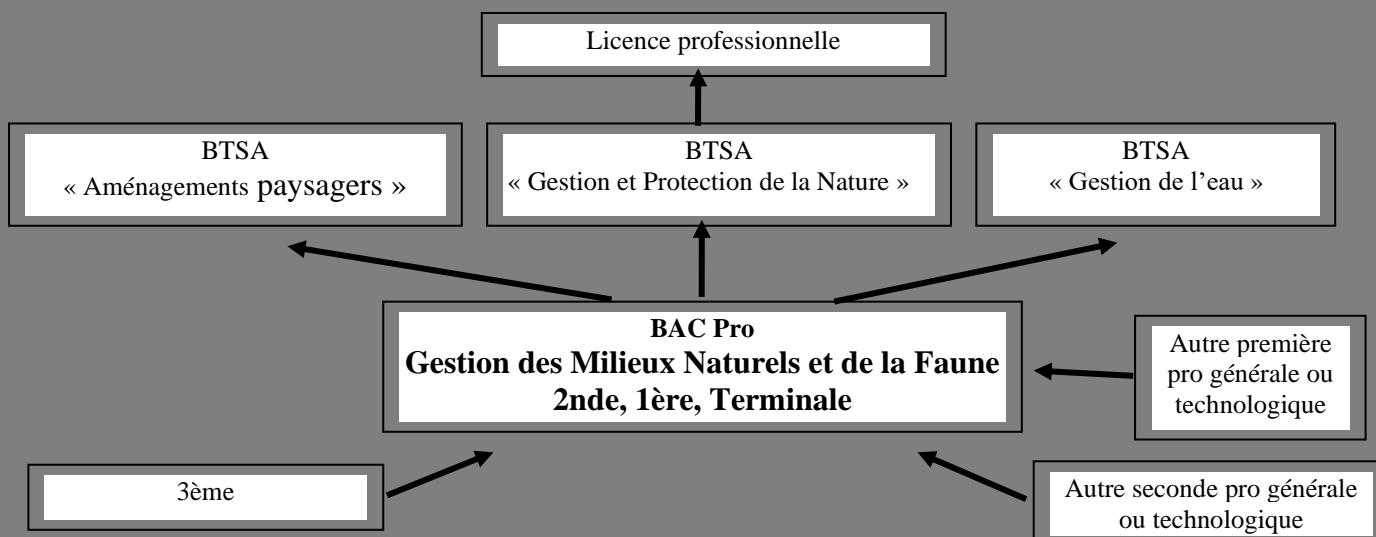 Licence professionnelle
BTSA
« Aménagements paysagers »
BTSA
« Gestion et Protection de la Nature »
BTSA
« Gestion de l’eau »
BAC Pro
Gestion des Milieux Naturels et de la Faune
2nde, 1ère, Terminale
Autre première
pro générale ou
technologique
3ème
Autre seconde pro générale
ou technologique